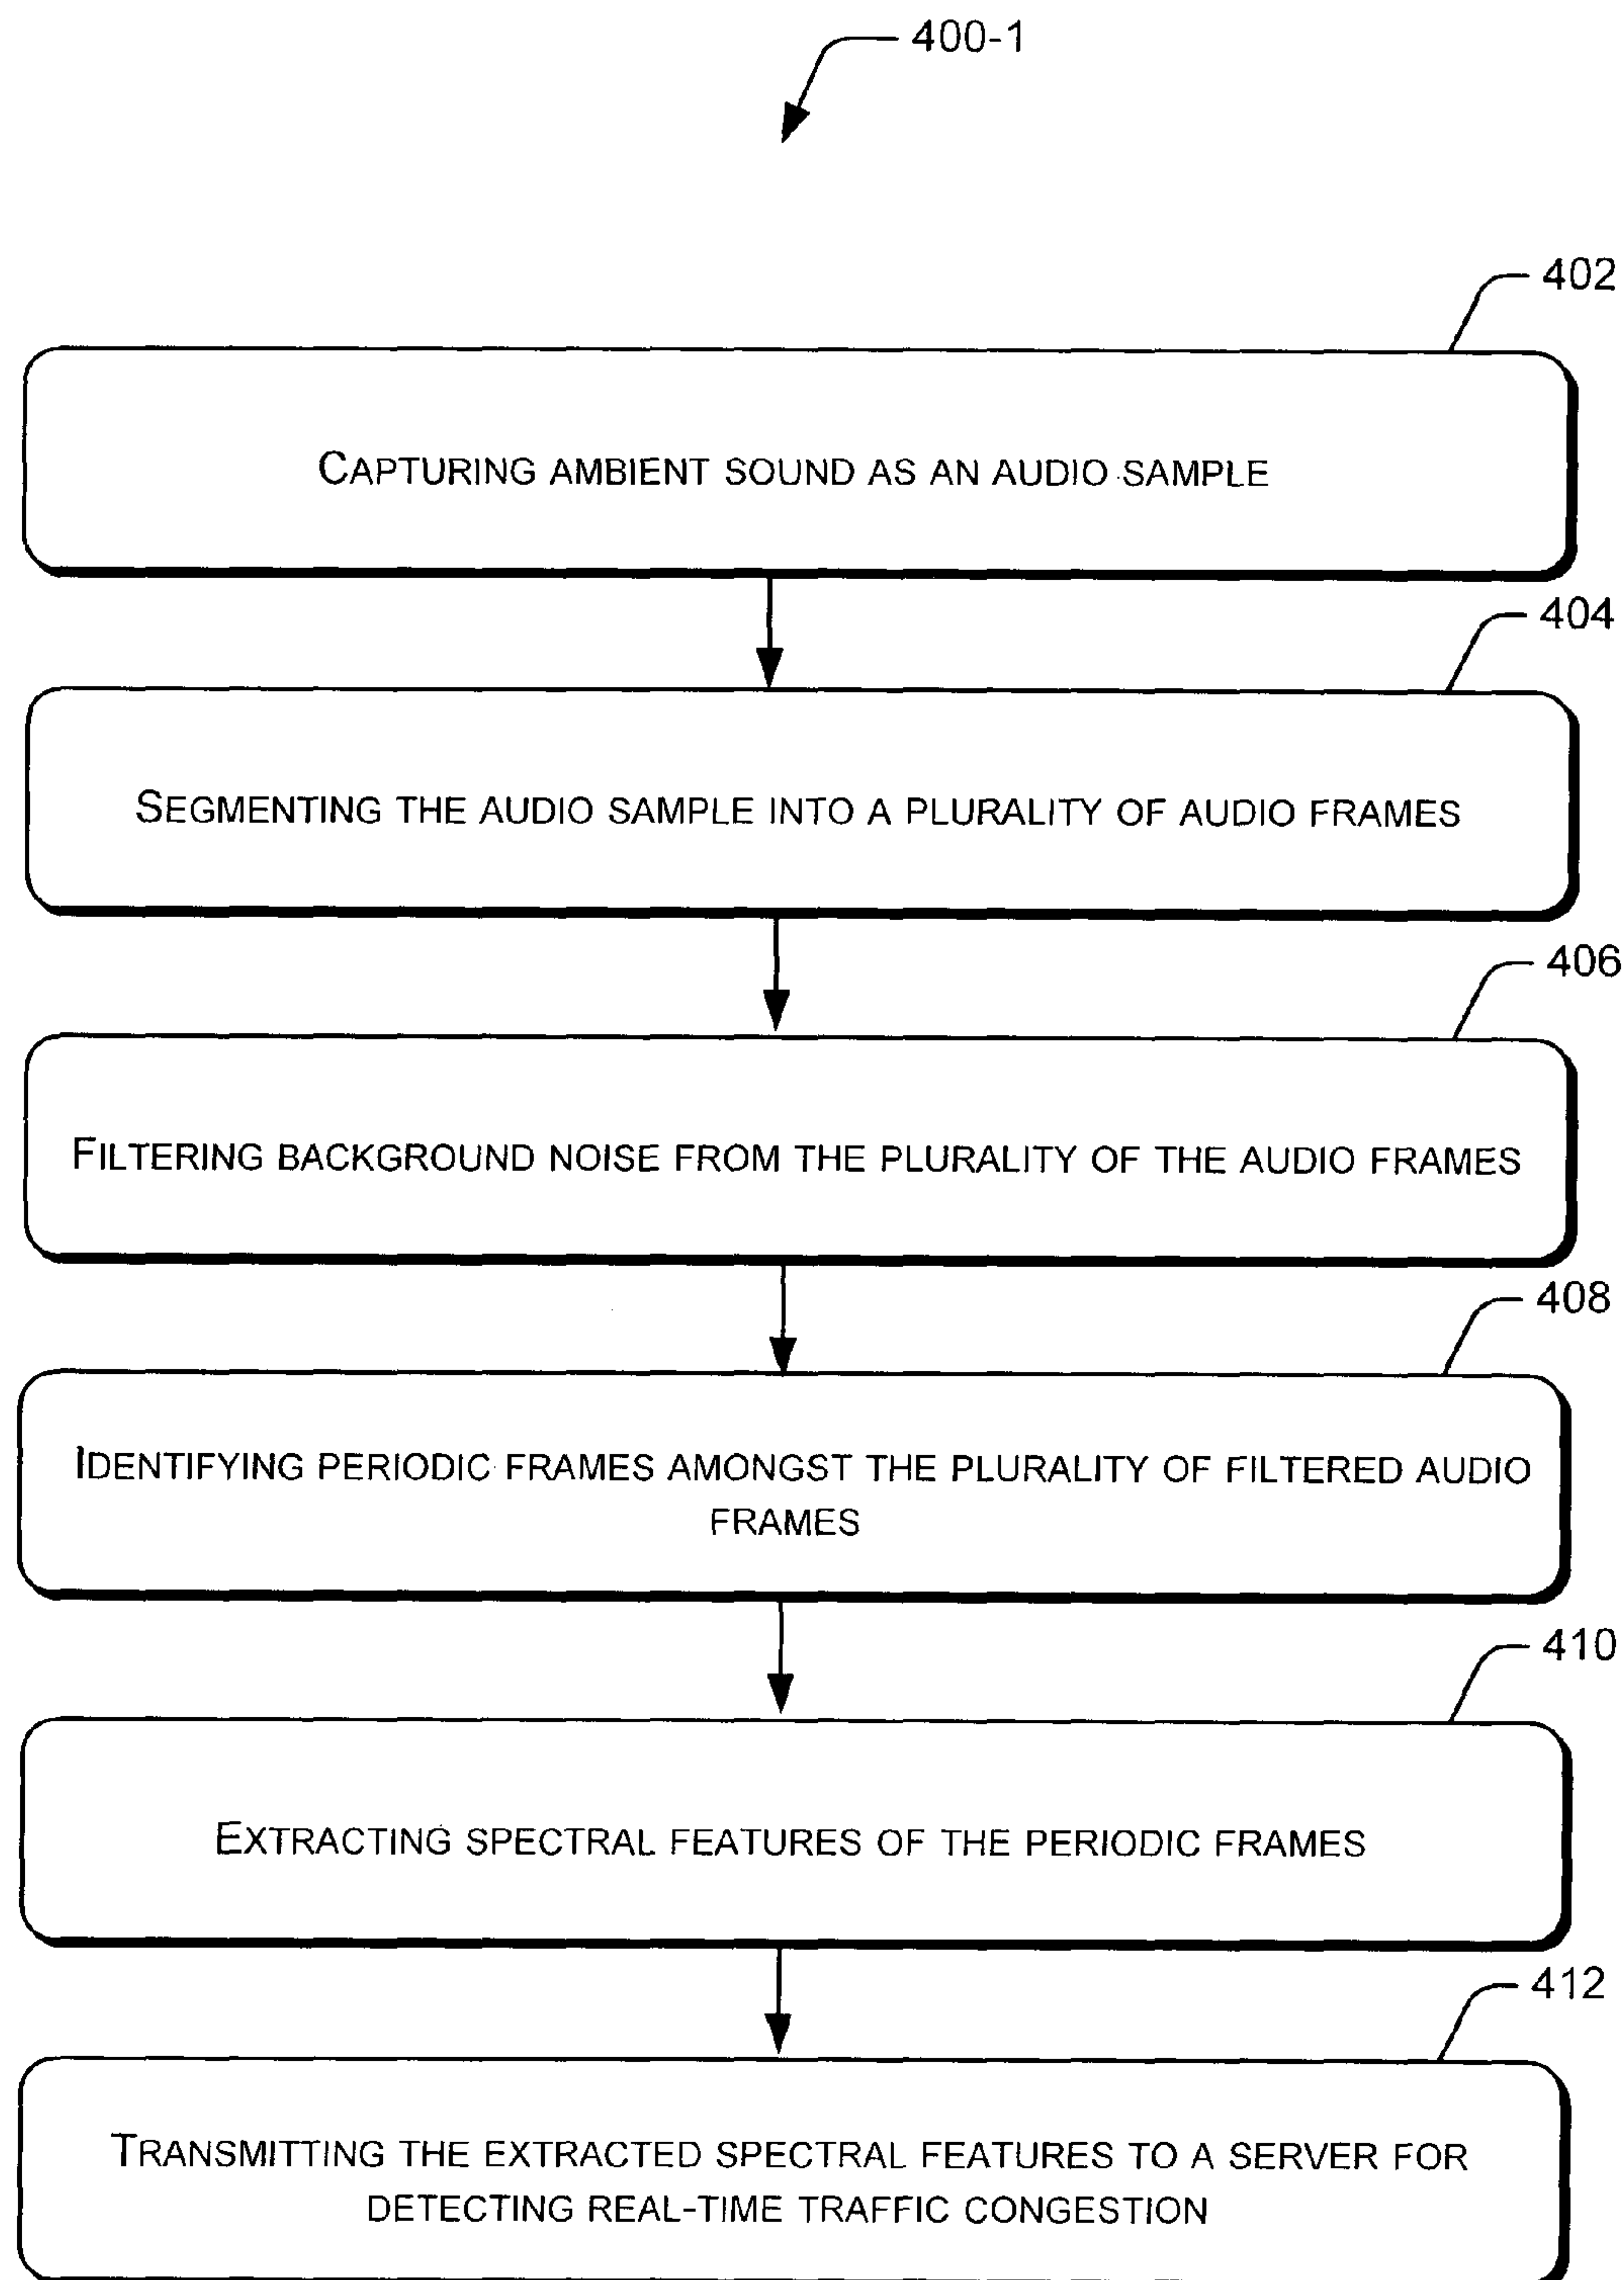 400-1
402
CAPTURING AMBIENT SOUND AS AN AUDIO SAMPLE
404
SEGMENTING THE AUDIO SAMPLE INTO A PLURALITY OF AUDIO FRAMES
406
FILTERING BACKGROUND NOISE FROM THE PLURALITY OF THE AUDIO FRAMES
408
IDENTIFYING PERIODIC FRAMES AMONGST THE PLURALITY OF FILTERED AUDIO
FRAMES
410
EXTRACTING SPECTRAL FEATURES OF THE PERIODIC FRAMES
412
TRANSMITTING THE EXTRACTED SPECTRAL FEATURES TO A SERVER FOR
DETECTING REAL-TIME TRAFFIC CONGESTION